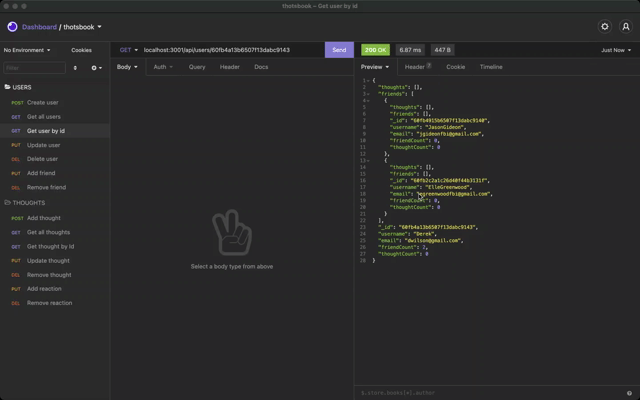 thotsbook – Get user by id
Dashboard / thotsbook
No Environment
Cookies
GET
localhost:3001/api/users/60fb4a13b6507f13dabc9143
Send
200 OK
6.87 ms
447 B
Just Now
Filter
Body
Auth
Query
Header
Docs
Preview
Header 7
Cookie
Timeline
USERS
POST Create user
GET Get all users
GET Get user by id
PUT Update user
DEL Delete user
PUT Add friend
DEL Remove friend
THOUGHTS
POST Add thought
GET Get all thoughts
GET Get thought by Id
PUT Update thought
DEL Remove thought
PUT Add reaction
DEL Remove reaction
Select a body type from above
1 {
2 "thoughts": [],
3 "friends": [
4 {
5 "thoughts": [],
6 "friends": [],
7 "_id": "60fb4915b6507f13dabc9140",
8 "username": "JasonGideon",
9 "email": "jgideonfbi@gmail.com",
10 "friendCount": 0,
11 "thoughtCount": 0
12 },
13 {
14 "thoughts": [],
15 "friends": [],
16 "_id": "60fb2c2a1c26d40f44b3131f",
17 "username": "ElleGreenwood",
18 "email": "egreenwoodfbi@gmail.com",
19 "friendCount": 0,
20 "thoughtCount": 0
21 }
22 ],
23 "_id": "60fb4a13b6507f13dabc9143",
24 "username": "Derek",
25 "email": "dwilson@gmail.com",
26 "friendCount": 2,
27 "thoughtCount": 0
28 }
$.store.books[*].author